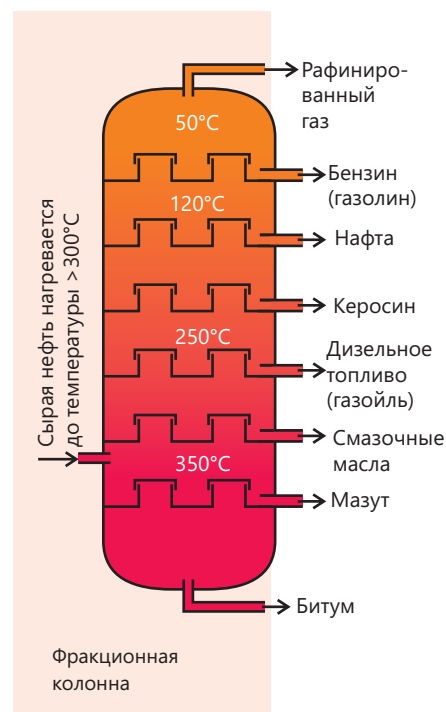 Рафиниро-
ванный
газ
50°C
Бензин
(газолин)
120°C
Нафта
Керосин
250°C
Дизельное
топливо
(газойль)
Сырая нефть нагревается
до температуры >300°C
Смазочные
масла
350°C
Мазут
Битум
Фракционная
колонна